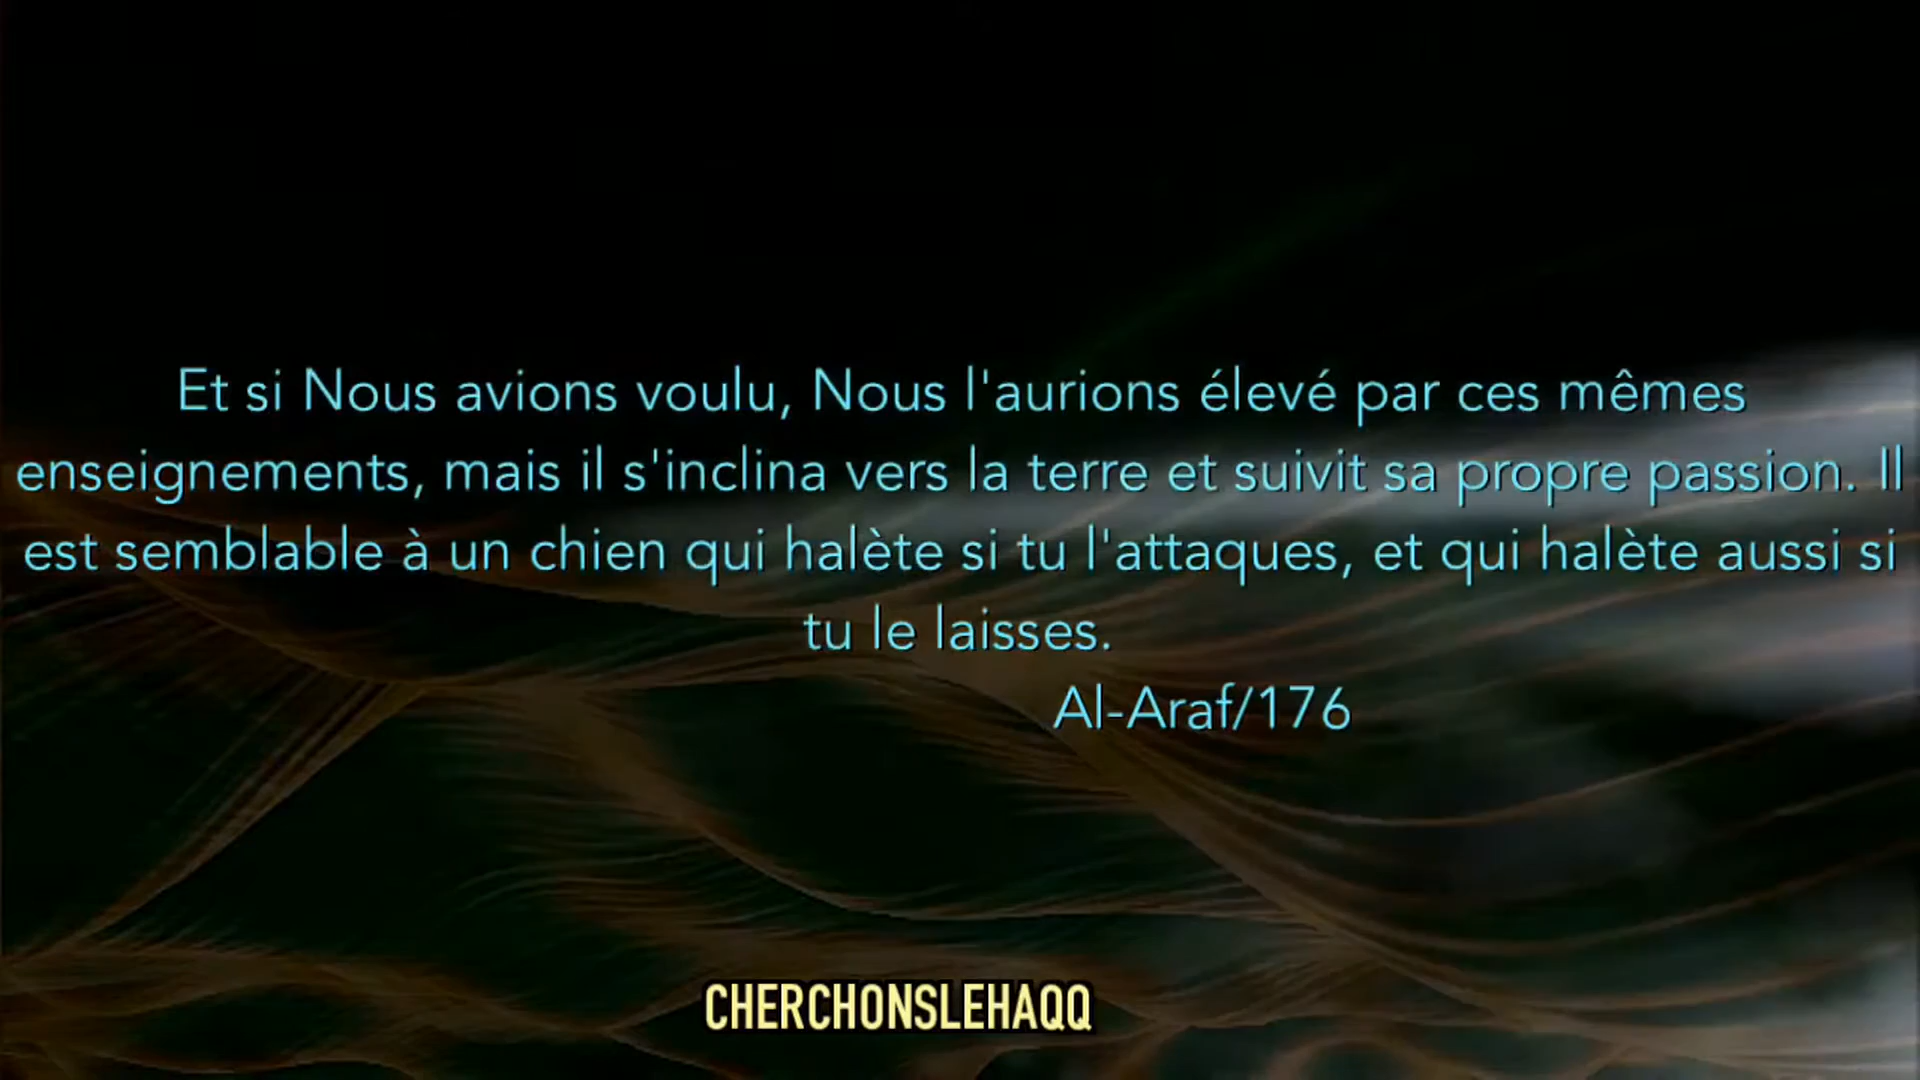 Et si Nous avions voulu, Nous l'aurions élevé par ces mêmes
enseignements, mais il s'inclina vers la terre et suivit sa propre passion. Il
est semblable à un chien qui halète si tu l'attaques, et qui halète aussi si
tu le laisses.
Al-Araf/176
CHERCHONSLEHAQQ